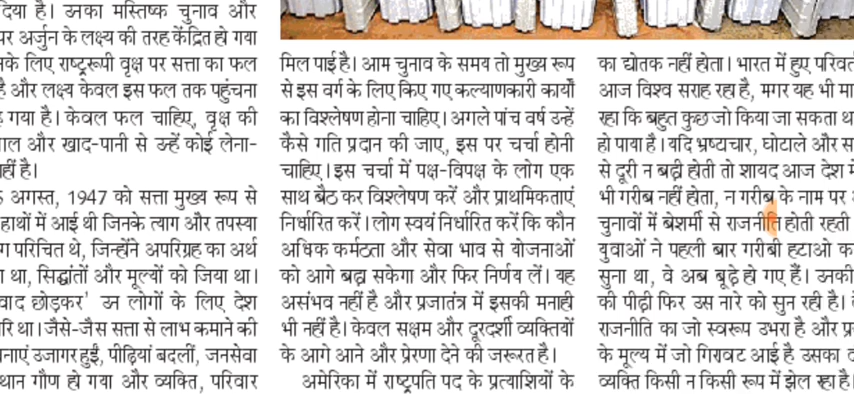 दिया है। उनका मस्तिष्क चुनाव और
पर अर्जुन के लक्ष्य की तरह केंद्रित हो गया
के लिए राष्ट्ररूपी वृक्ष पर सत्ता का फल
है और लक्ष्य केवल इस फल तक पहुंचना
गया है। केवल फल चाहिए, वृक्ष की
और खाद-पानी से उन्हें कोई लेना-
है।
अगस्त, 1947 को सत्ता मुख्य रूप से
हाथों में आई थी जिनके त्याग और तपस्या
परिचित थे, जिन्होंने अपरिग्रह का अर्थ
था, सिद्धांतों और मूल्यों को जिया था।
छोड़कर' उन लोगों के लिए देश
था। जैसे-जैस सत्ता से लाभ कमाने की
उजागर हुईं, पीढ़ियां बदलीं, जनसेवा
गौण हो गया और व्यक्ति, परिवार
मिल पाई है। आम चुनाव के समय तो मुख्य रूप
से इस वर्ग के लिए किए गए कल्याणकारी कार्यों
का विश्लेषण होना चाहिए। अगले पांच वर्ष उन्हें
कैसे गति प्रदान की जाए, इस पर चर्चा होनी
चाहिए। इस चर्चा में पक्ष-विपक्ष के लोग एक
साथ बैठ कर विश्लेषण करें और प्राथमिकताएं
निर्धारित करें। लोग स्वयं निर्धारित करें कि कौन
अधिक कर्मठता और सेवा भाव से योजनाओं
को आगे बढ़ा सकेगा और फिर निर्णय लें। यह
असंभव नहीं है और प्रजातंत्र में इसकी मनाही
भी नहीं है। केवल सक्षम और दूरदर्शी व्यक्तियों
के आगे आने और प्रेरणा देने की जरूरत है।
अमेरिका में राष्ट्रपति पद के प्रत्याशियों के
का द्योतक नहीं होता। भारत में हुए
आज विश्व सराह रहा है, मगर यह भी
रहा कि बहुत कुछ जो किया जा सकता
हो पाया है। यदि भ्रष्टाचार, घोटाले और
से दूरी न बढ़ी होती तो शायद आज देश
भी गरीब नहीं होता, न गरीब के नाम पर
चुनावों में बेशर्मी से राजनीति होती रहती
युवाओं ने पहली बार गरीबी हटाओ
सुना था, वे अब बूढ़े हो गए हैं। उनकी
की पीढ़ी फिर उस नारे को सुन रही है।
राजनीति का जो स्वरूप उभरा है और
के मूल्य में जो गिरावट आई है उसका
व्यक्ति किसी न किसी रूप में झेल रहा है।